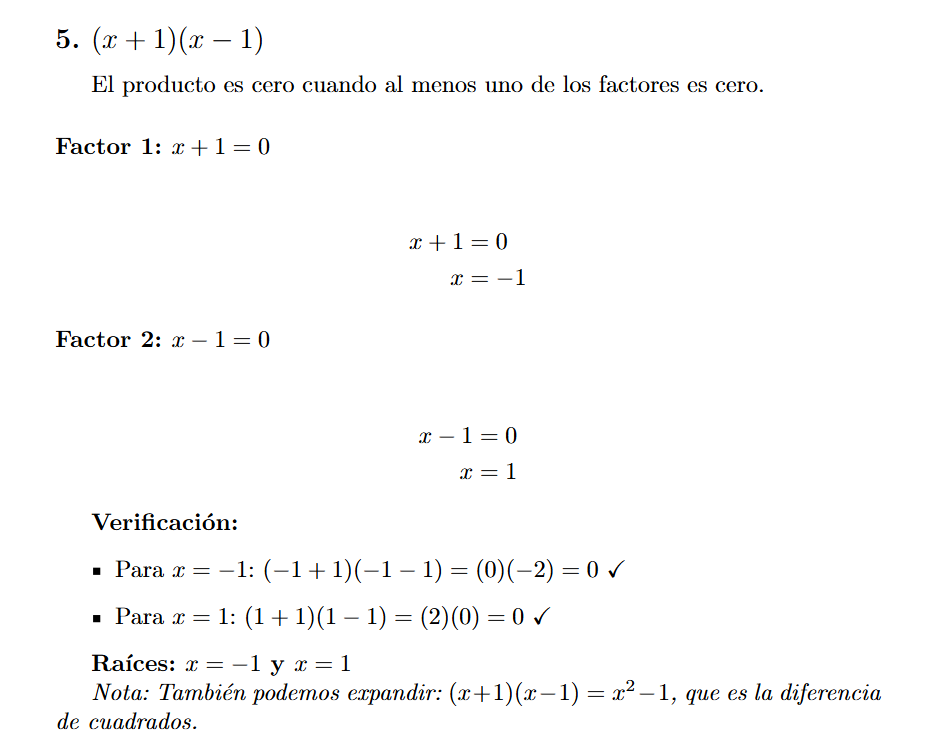 5. (x + 1)(x − 1)
El producto es cero cuando al menos uno de los factores es cero.
Factor 1: x + 1 = 0
x + 1 = 0
x = −1
Factor 2: x − 1 = 0
x − 1 = 0
x = 1
Verificación:
▪ Para x = −1: (−1 + 1)(−1 − 1) = (0)(−2) = 0 ✓
▪ Para x = 1: (1 + 1)(1 − 1) = (2)(0) = 0 ✓
Raíces: x = −1 y x = 1
Nota: También podemos expandir: (x+1)(x−1) = x²−1, que es la diferencia
de cuadrados.